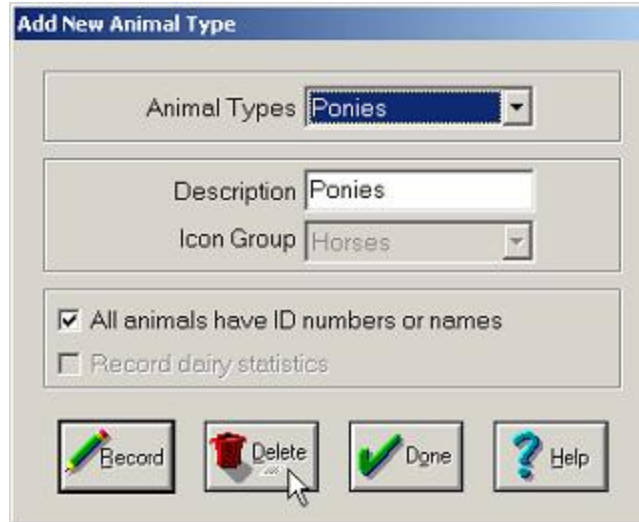 Add New Animal Type
Animal Types Ponies
Description Ponies
Icon Group Horses
All animals have ID numbers or names
Record dairy statistics
Record Delete Done Help